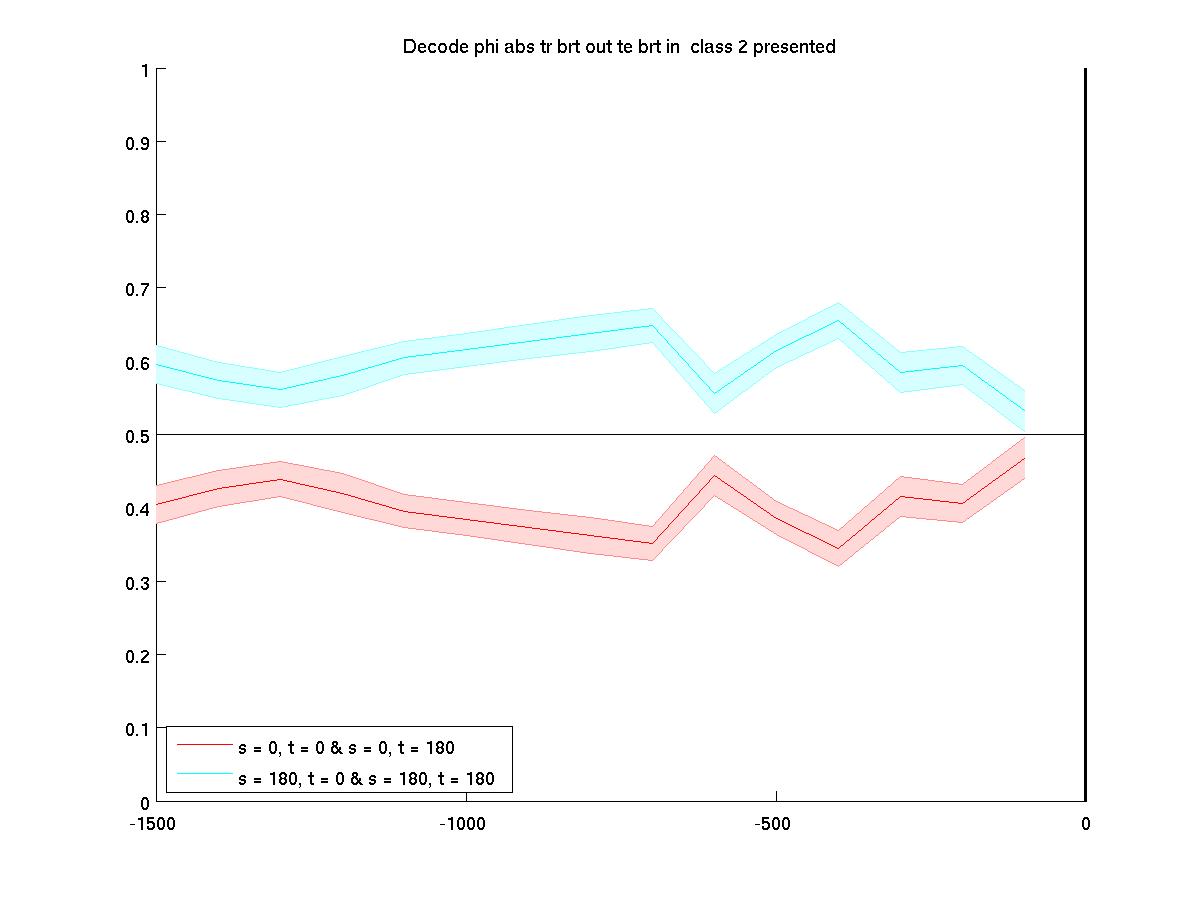 Decode phi abs tr brt out te brt in  class 2 presented
1
0.9
0.8
0.7
0.6
0.5
0.4
0.3
0.2
0.1
0
s = 0, t = 0 & s = 0, t = 180
s = 180, t = 0 & s = 180, t = 180
-1500 -1000 -500 0